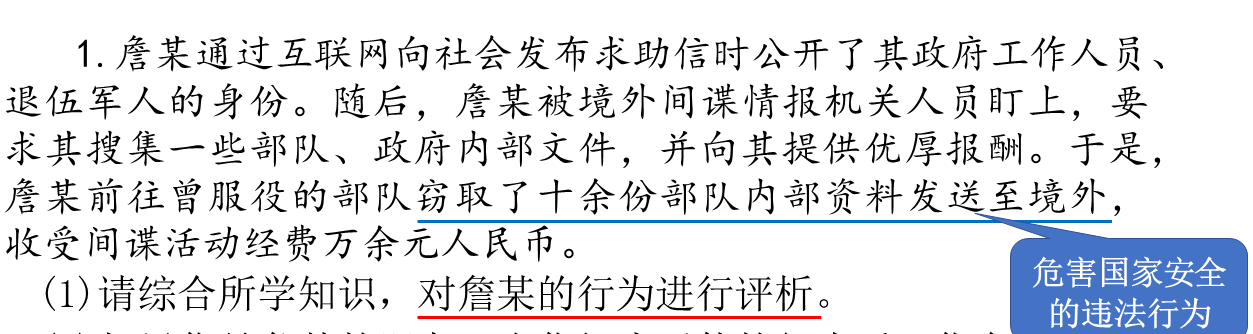 1.詹某通过互联网向社会发布求助信时公开了其政府工作人员、
退伍军人的身份。随后，詹某被境外间谍情报机关人员盯上，要
求其搜集一些部队、政府内部文件，并向其提供优厚报酬。于是，
詹某前往曾服役的部队窃取了十余份部队内部资料发送至境外，
收受间谍活动经费万余元人民币。
(1)请综合所学知识，对詹某的行为进行评析。
危害国家安全
的违法行为